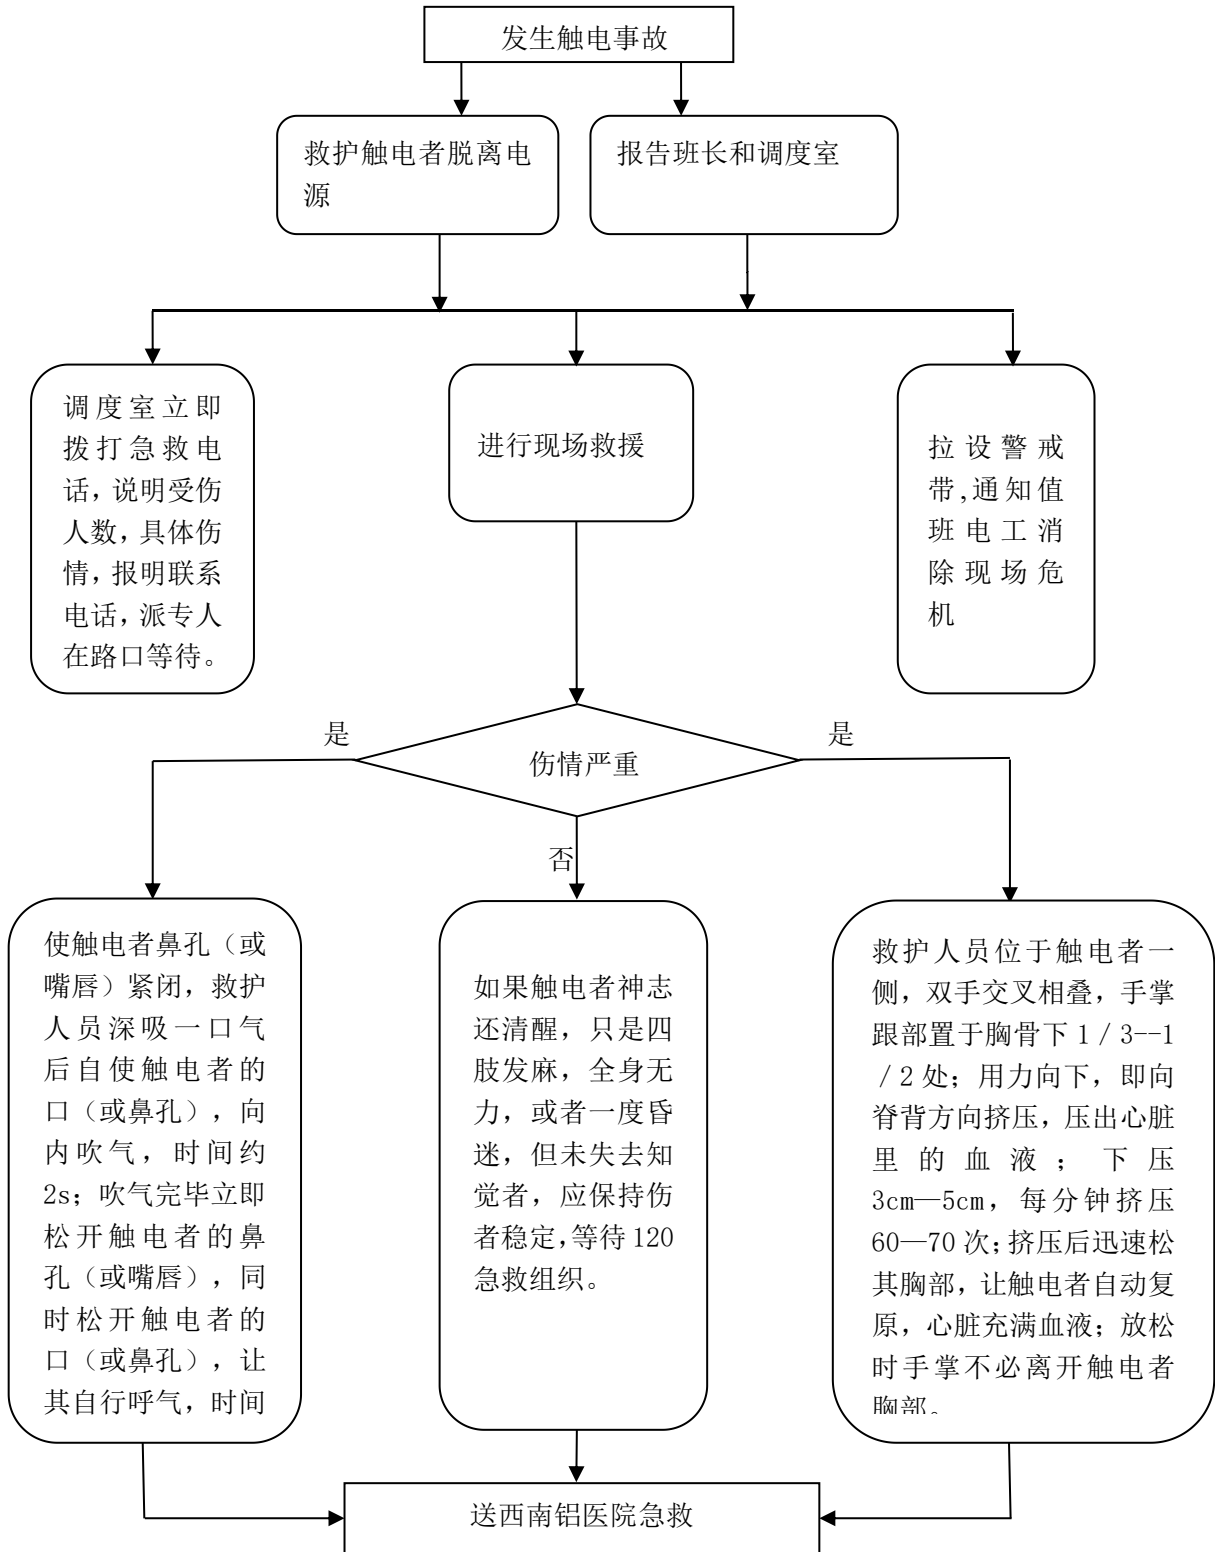 发生触电事故
救护触电者脱离电
源
报告班长和调度室
调度室立即
拨打急救电
话，说明受伤
人数，具体伤
情，报明联系
电话，派专人
在路口等待。
进行现场救援
拉设警戒
带,通知值
班电工消
除现场危
机
是
伤情严重
是
否
使触电者鼻孔（或
嘴唇）紧闭，救护
人员深吸一口气
后自使触电者的
口（或鼻孔），向
内吹气，时间约
2s；吹气完毕立即
松开触电者的鼻
孔（或嘴唇），同
时松开触电者的
口（或鼻孔），让
其自行呼气，时间
如果触电者神志
还清醒，只是四
肢发麻，全身无
力，或者一度昏
迷，但未失去知
觉者，应保持伤
者稳定，等待 120
急救组织。
救护人员位于触电者一
侧，双手交叉相叠，手掌
跟部置于胸骨下 1／3--1
／2 处；用力向下，即向
脊背方向挤压，压出心脏
里的血液；下压
3cm—5cm，每分钟挤压
60—70 次；挤压后迅速松
其胸部，让触电者自动复
原，心脏充满血液；放松
时手掌不必离开触电者
胸部。
送西南铝医院急救